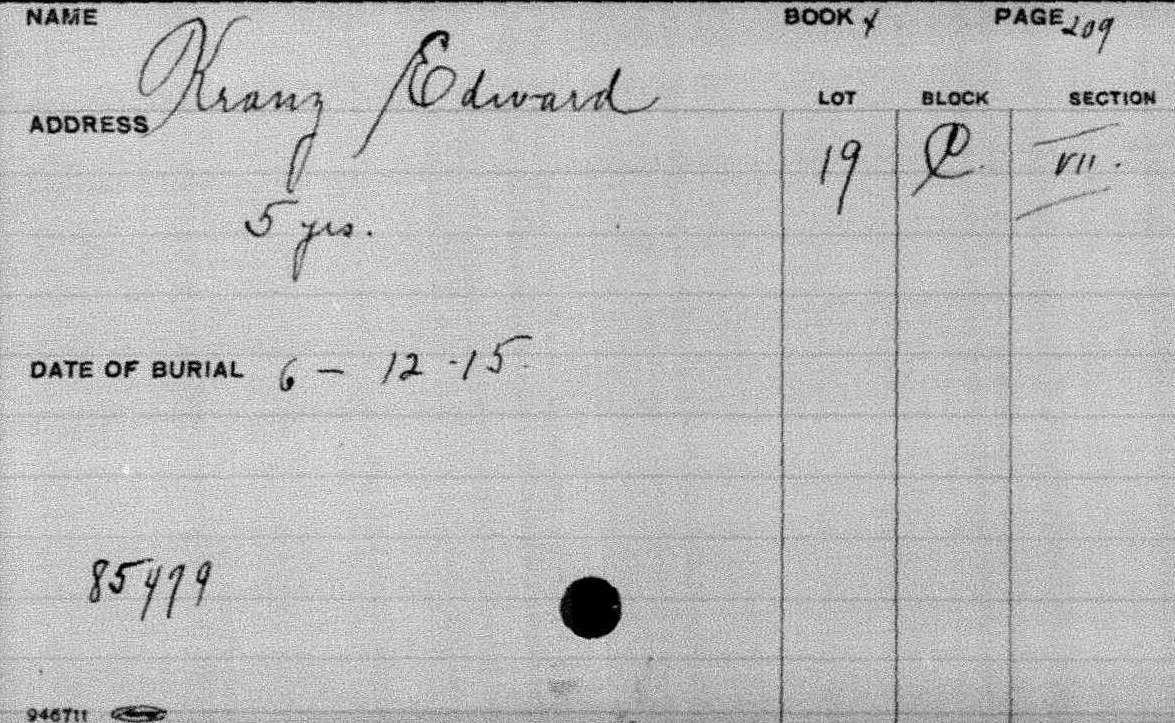 NAME BOOK 4 PAGE 209
Kranz Edward
LOT BLOCK SECTION
ADDRESS
19 VII.
5 yrs.
DATE OF BURIAL 6 - 12 - 15
85479
946711